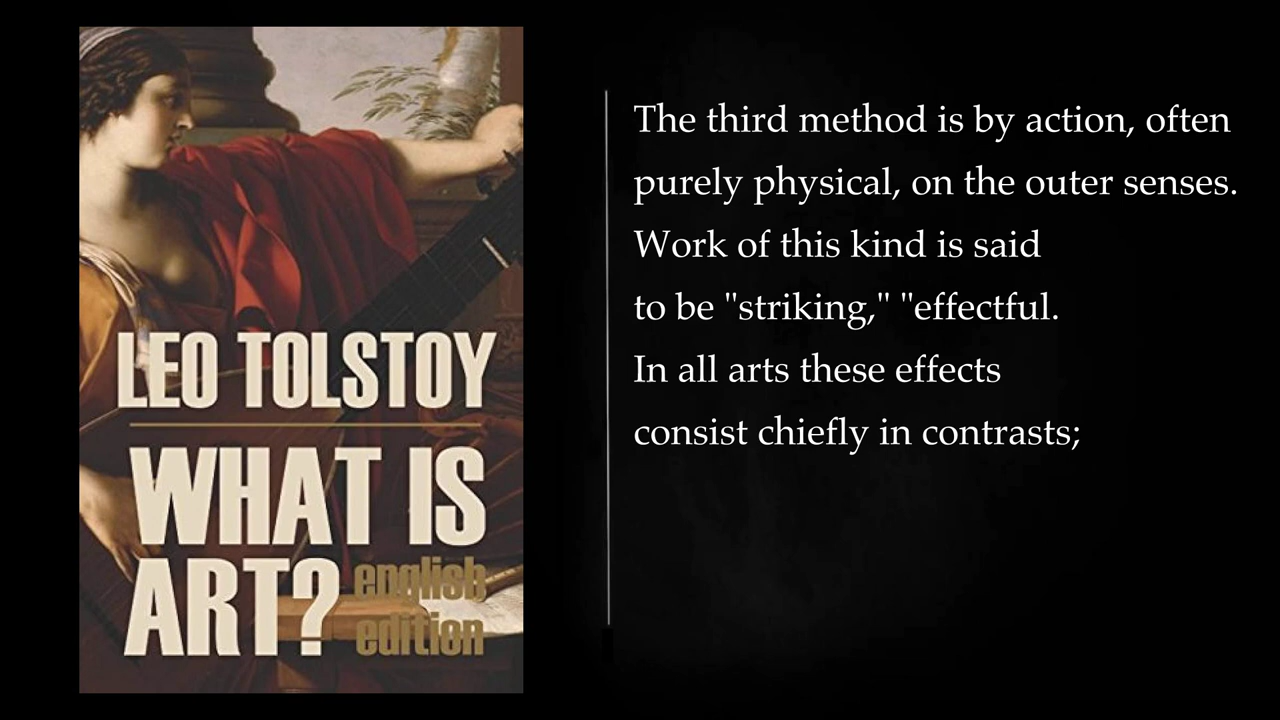 LEO TOLSTOY
WHAT IS
ART?
english
edition
The third method is by action, often
purely physical, on the outer senses.
Work of this kind is said
to be "striking," "effectful.
In all arts these effects
consist chiefly in contrasts;